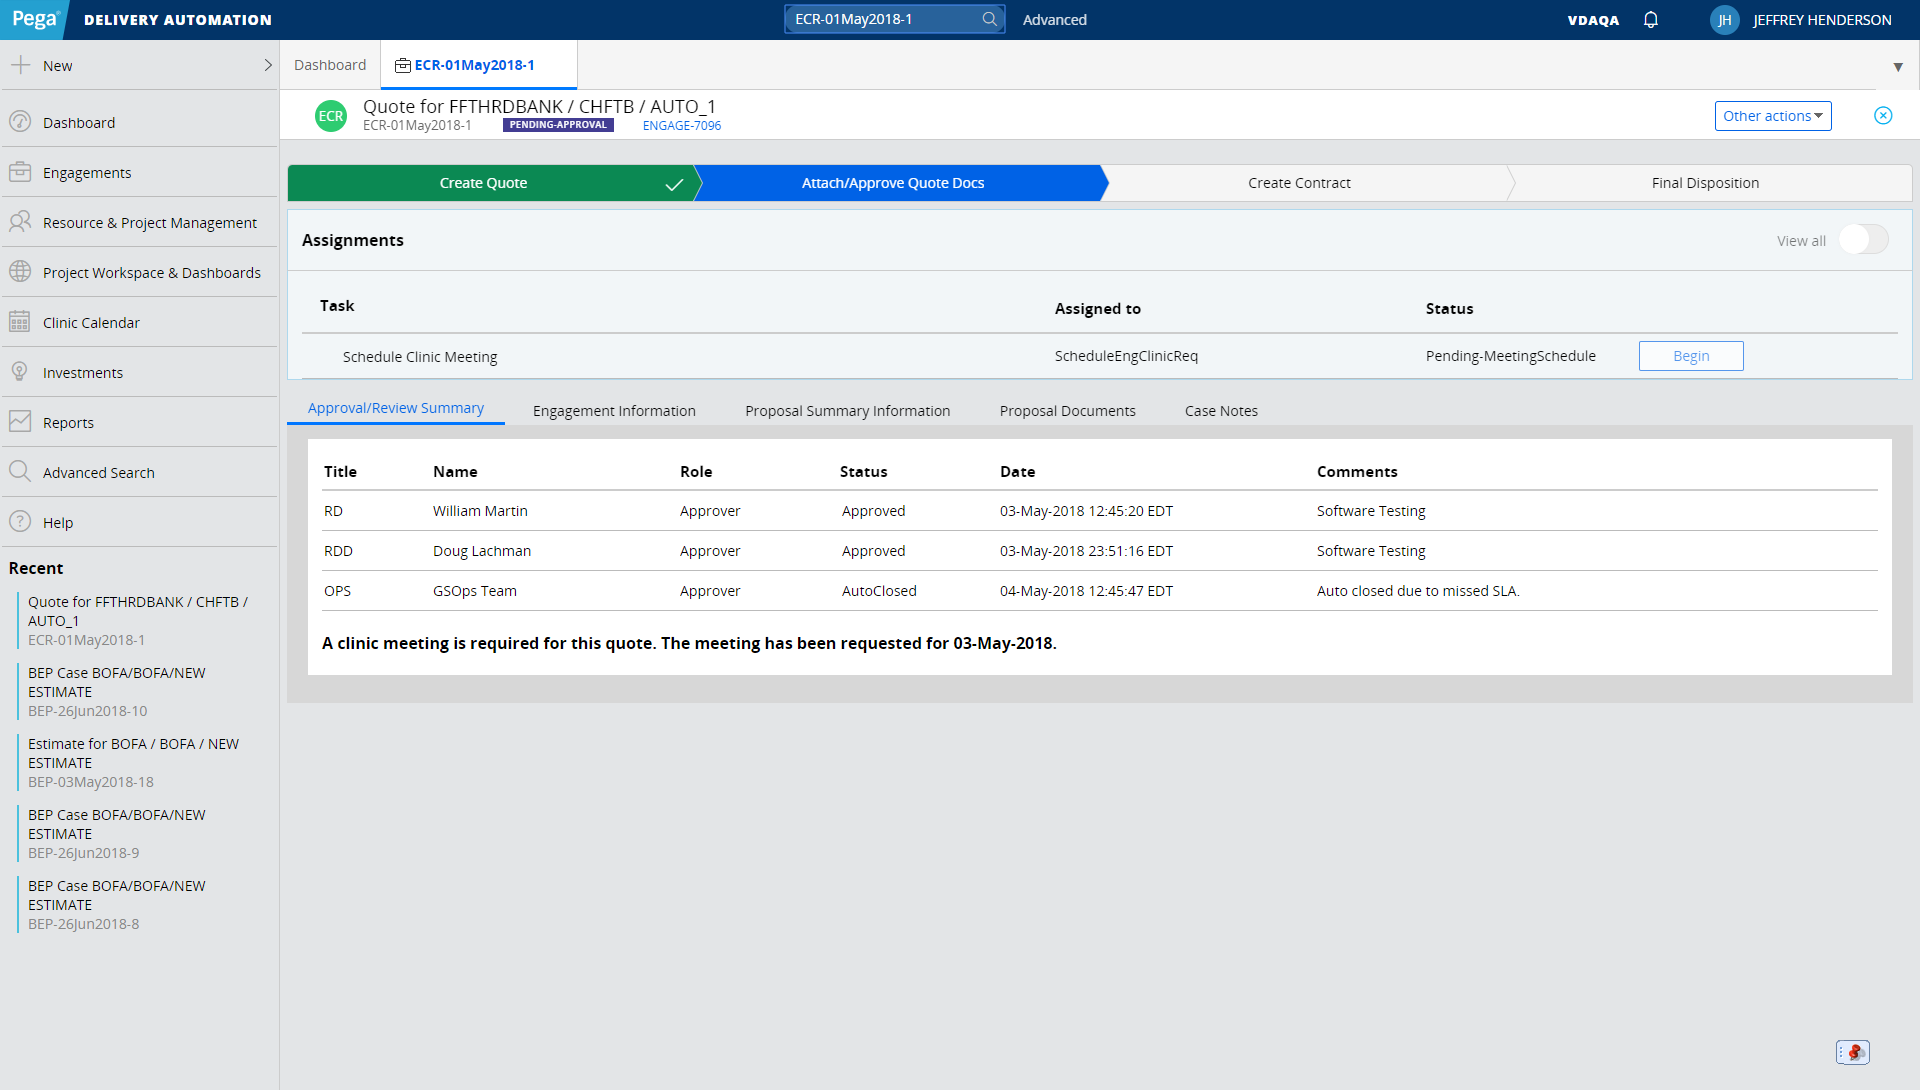 Pega DELIVERY AUTOMATION ECR-01May2018-1 Advanced VDAQA JH JEFFREY HENDERSON
New
Dashboard
Engagements
Resource & Project Management
Project Workspace & Dashboards
Clinic Calendar
Investments
Reports
Advanced Search
Help
Recent
Quote for FFTHRDBANK / CHFTB /
AUTO_1
ECR-01May2018-1
BEP Case BOFA/BOFA/NEW
ESTIMATE
BEP-26Jun2018-10
Estimate for BOFA / BOFA / NEW
ESTIMATE
BEP-03May2018-18
BEP Case BOFA/BOFA/NEW
ESTIMATE
BEP-26Jun2018-9
BEP Case BOFA/BOFA/NEW
ESTIMATE
BEP-26Jun2018-8
Dashboard ECR-01May2018-1
ECR Quote for FFTHRDBANK / CHFTB / AUTO_1
ECR-01May2018-1 PENDING-APPROVAL ENGAGE-7096
Other actions
Create Quote Attach/Approve Quote Docs Create Contract Final Disposition
Assignments View all
Task Assigned to Status
Schedule Clinic Meeting ScheduleEngClinicReq Pending-MeetingSchedule Begin
Approval/Review Summary Engagement Information Proposal Summary Information Proposal Documents Case Notes
Title Name Role Status Date Comments
RD William Martin Approver Approved 03-May-2018 12:45:20 EDT Software Testing
RDD Doug Lachman Approver Approved 03-May-2018 23:51:16 EDT Software Testing
OPS GSOps Team Approver AutoClosed 04-May-2018 12:45:47 EDT Auto closed due to missed SLA.
A clinic meeting is required for this quote. The meeting has been requested for 03-May-2018.